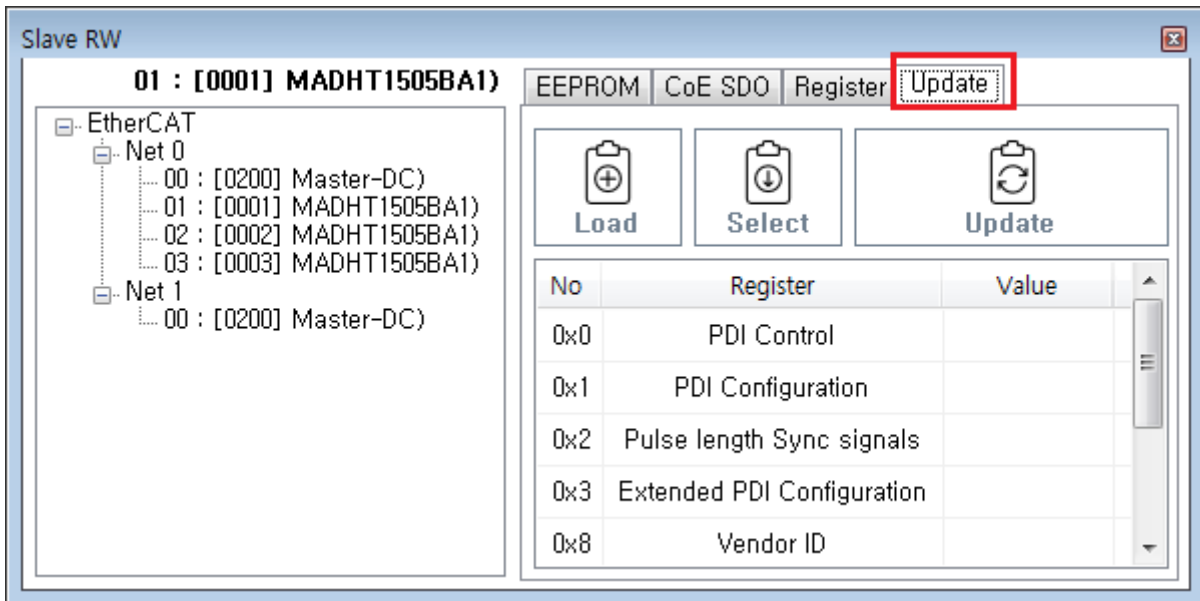 Slave RW
01 : [0001] MADHT1505BA1)
EtherCAT
Net 0
00 : [0200] Master-DC)
01 : [0001] MADHT1505BA1)
02 : [0002] MADHT1505BA1)
03 : [0003] MADHT1505BA1)
Net 1
00 : [0200] Master-DC)
EEPROM CoE SDO Register Update
Load Select Update
No Register Value
0x0 PDI Control
0x1 PDI Configuration
0x2 Pulse length Sync signals
0x3 Extended PDI Configuration
0x8 Vendor ID